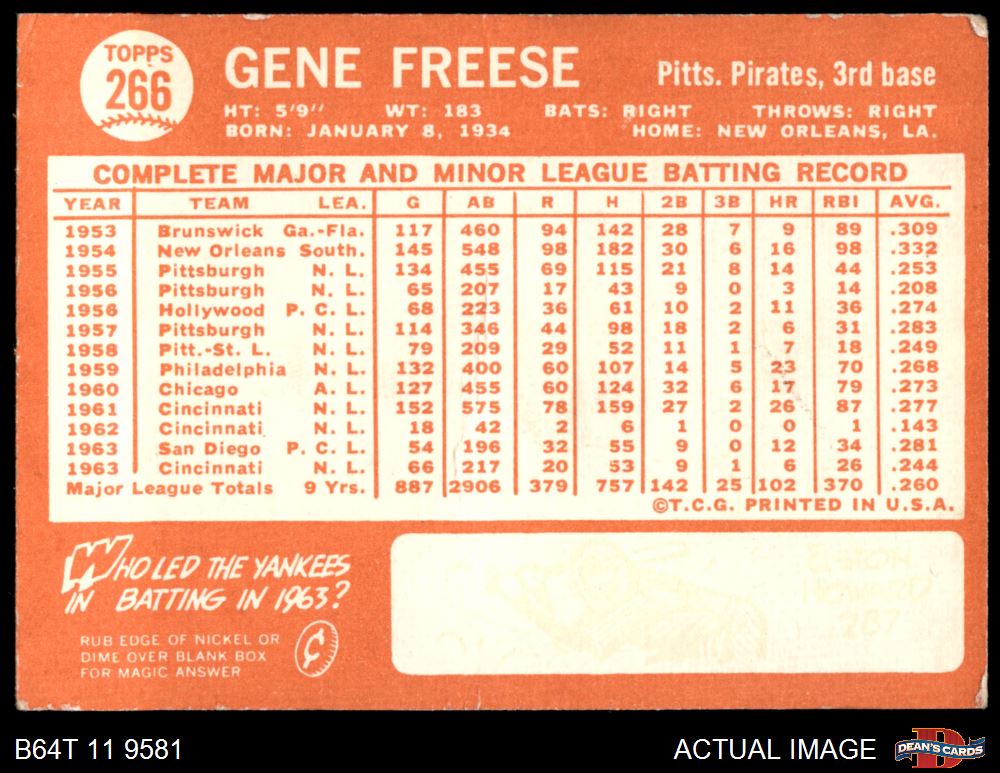 TOPPS
266
GENE FREESE
Pitts. Pirates, 3rd base
HT: 5'9" WT: 183 BATS: RIGHT THROWS: RIGHT
BORN: JANUARY 8, 1934 HOME: NEW ORLEANS, LA.
COMPLETE MAJOR AND MINOR LEAGUE BATTING RECORD
YEAR TEAM LEA. G AB R H 2B 3B HR RBI AVG.
1953 Brunswick Ga.-Fla. 117 460 94 142 28 7 9 89 .309
1954 New Orleans South. 145 548 98 182 30 6 16 98 .332
1955 Pittsburgh N. L. 134 455 69 115 21 8 14 44 .253
1956 Pittsburgh N. L. 65 207 17 43 9 0 3 14 .208
1956 Hollywood P. C. L. 68 223 36 61 10 2 11 36 .274
1957 Pittsburgh N. L. 114 346 44 98 18 2 6 31 .283
1958 Pitt.-St. L. N. L. 79 209 29 52 11 1 7 18 .249
1959 Philadelphia N. L. 132 400 60 107 14 5 23 70 .268
1960 Chicago A. L. 127 455 60 124 32 6 17 79 .273
1961 Cincinnati N. L. 152 575 78 159 27 2 26 87 .277
1962 Cincinnati N. L. 18 42 2 6 1 0 0 1 .143
1963 San Diego P. C. L. 54 196 32 55 9 0 12 34 .281
1963 Cincinnati N. L. 66 217 20 53 9 1 6 26 .244
Major League Totals 9 Yrs. 887 2906 379 757 142 25 102 370 .260
©T.C.G. PRINTED IN U.S.A.
WHO LED THE YANKEES
IN BATTING IN 1963?
RUB EDGE OF NICKEL OR
DIME OVER BLANK BOX
FOR MAGIC ANSWER
¢
ELSTON
HOWARD
.287
B64T 11 9581
ACTUAL IMAGE
DEAN'S CARDS